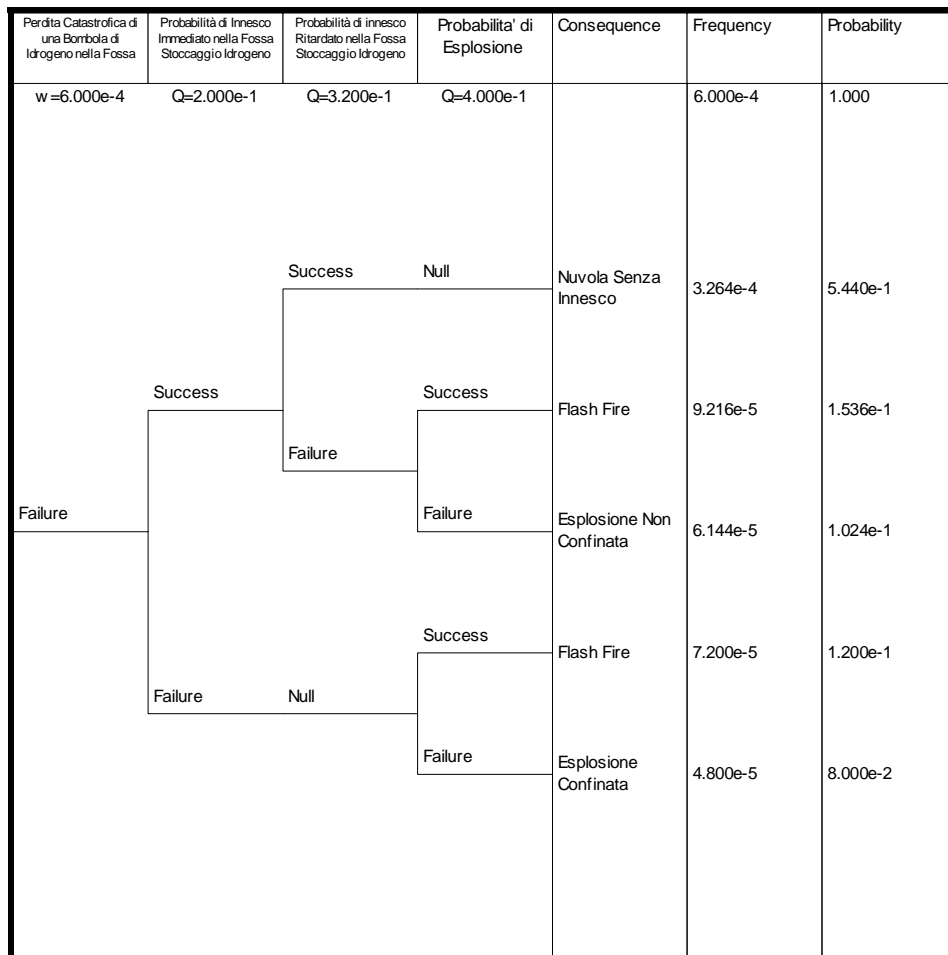 Perdita Catastrofica di
una Bombola di
Idrogeno nella Fossa
Probabilità di Innesco
Immediato nella Fossa
Stoccaggio Idrogeno
Probabilità di innesco
Ritardato nella Fossa
Stoccaggio Idrogeno
Probabilita' di
Esplosione
Consequence
Frequency
Probability
w=6.000e-4
Q=2.000e-1
Q=3.200e-1
Q=4.000e-1
6.000e-4
1.000
Success
Null
Nuvola Senza
Innesco
3.264e-4
5.440e-1
Success
Success
Flash Fire
9.216e-5
1.536e-1
Failure
Failure
Failure
Esplosione Non
Confinata
6.144e-5
1.024e-1
Success
Flash Fire
7.200e-5
1.200e-1
Failure
Null
Failure
Esplosione
Confinata
4.800e-5
8.000e-2